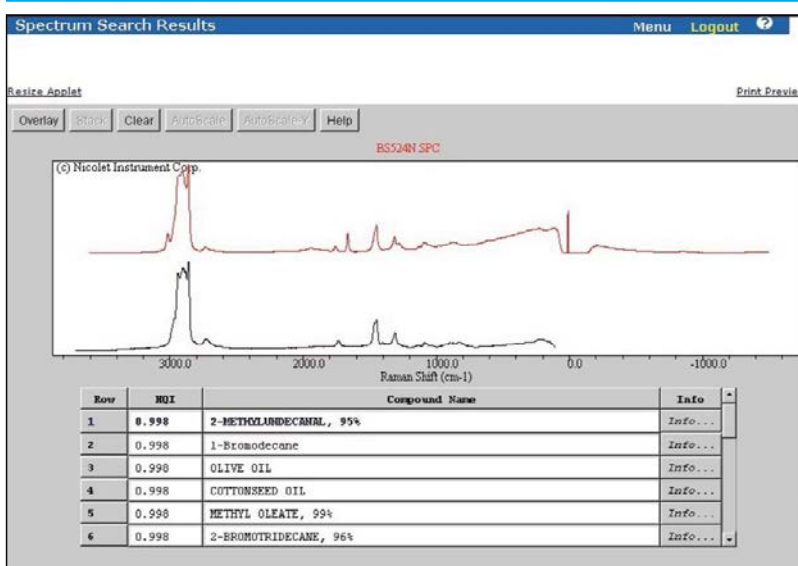 Spectrum Search Results Menu Logout ?
Resize Applet Print Previe
Overlay Stack Clear AutoScale AutoScale-Y Help
BS524N.SPC
(c) Nicolet Instrument Corp.
3000.0 2000.0 1000.0 0.0 -1000.0
Raman Shift (cm-1)
Row HQI Compound Name Info
1 0.998 2-METHYLUNDECANAL, 95% Info...
2 0.998 1-Bromodecane Info...
3 0.998 OLIVE OIL Info...
4 0.998 COTTONSEED OIL Info...
5 0.998 METHYL OLEATE, 99% Info...
6 0.998 2-BROMOTRIDECANE, 96% Info...